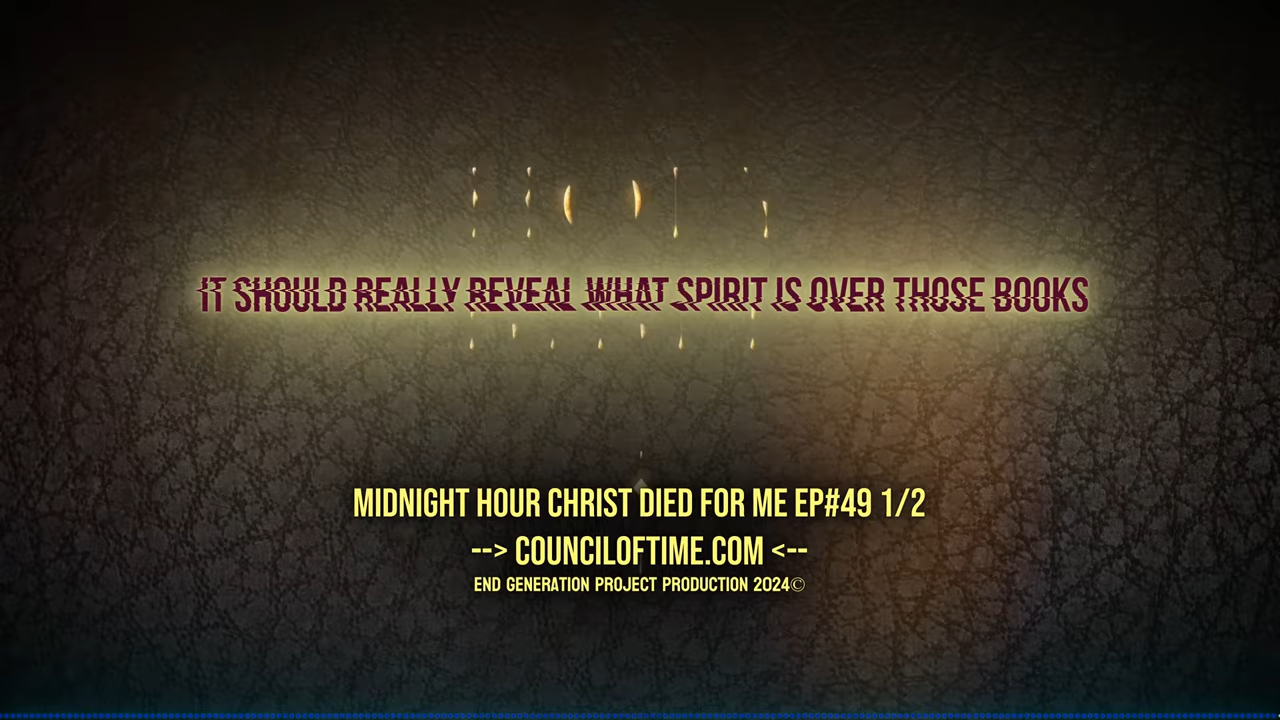 IT SHOULD REALLY REVEAL WHAT SPIRIT IS OVER THOSE BOOKS
MIDNIGHT HOUR CHRIST DIED FOR ME EP#49 1/2
--> COUNCILOFTIME.COM <--
END GENERATION PROJECT PRODUCTION 2024©